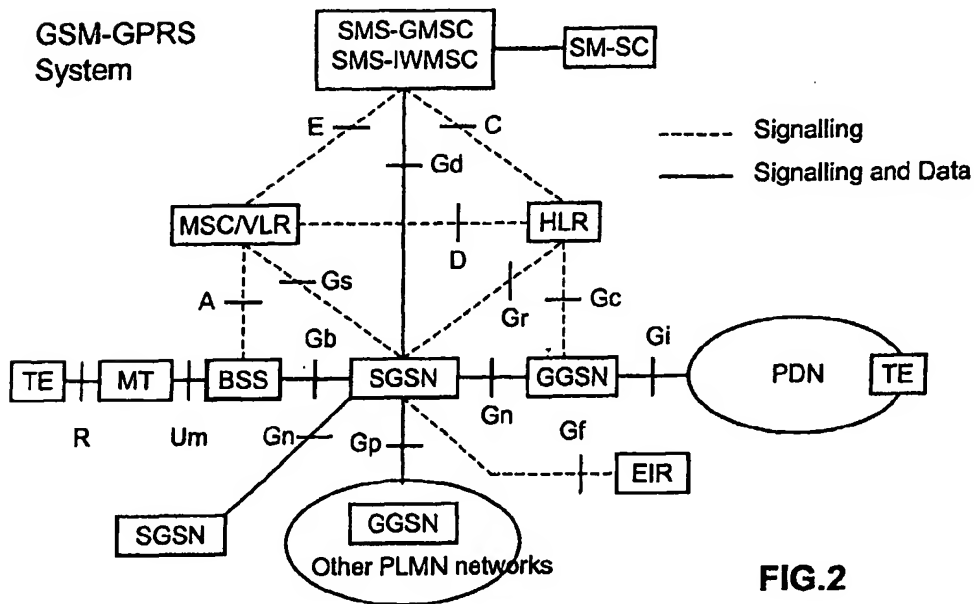 GSM-GPRS
System
SMS-GMSC
SMS-IWMSC
SM-SC
E
C
Gd
Signalling
Signalling and Data
MSC/VLR
HLR
D
A
Gs
Gr
Gc
Gb
Gi
TE
MT
BSS
SGSN
GGSN
PDN
TE
R
Um
Gn
Gp
Gn
Gf
EIR
SGSN
GGSN
Other PLMN networks
FIG.2